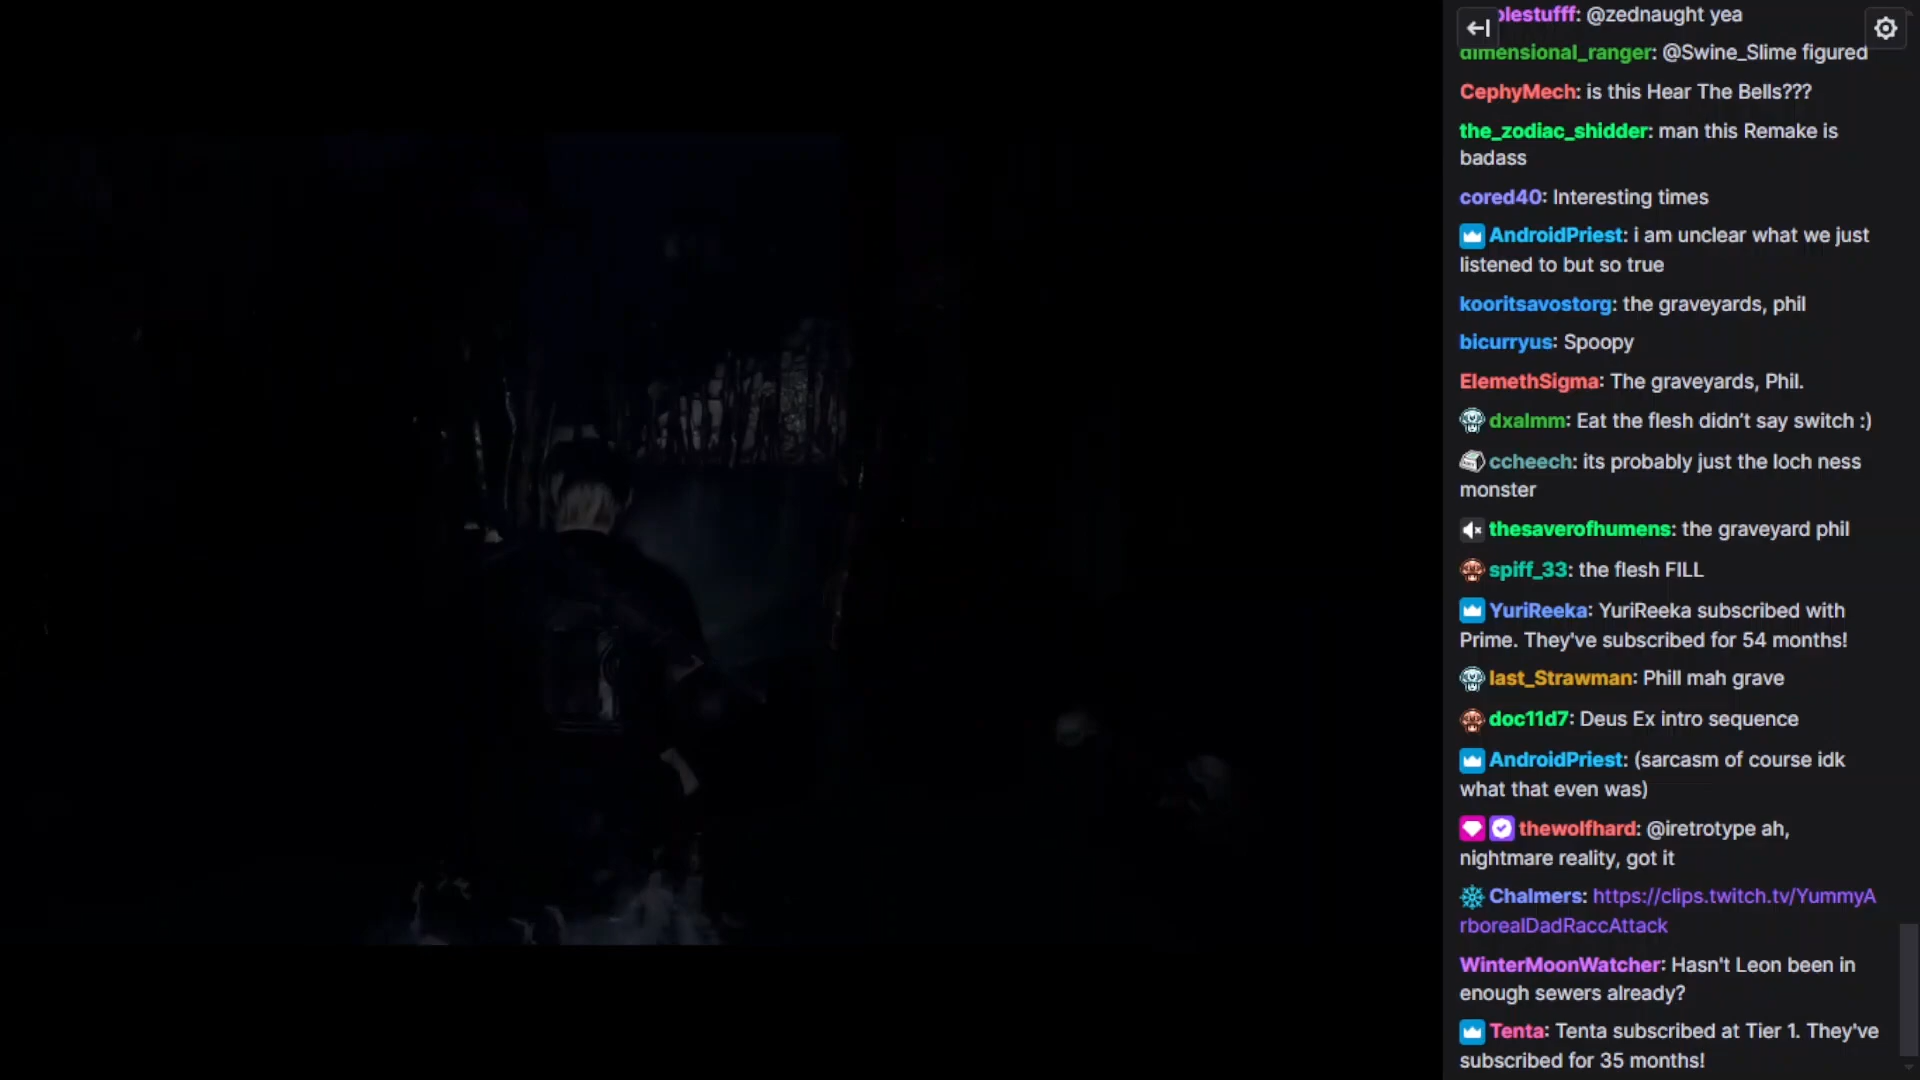 plestufff: @zednaught yea
dimensional_ranger: @Swine_Slime figured
CephyMech: is this Hear The Bells???
the_zodiac_shidder: man this Remake is
badass
cored40: Interesting times
AndroidPriest: i am unclear what we just
listened to but so true
kooritsavostorg: the graveyards, phil
bicurryus: Spoopy
ElemethSigma: The graveyards, Phil.
dxalmm: Eat the flesh didn’t say switch :)
ccheech: its probably just the loch ness
monster
thesaverofhumens: the graveyard phil
spiff_33: the flesh FILL
YuriReeka: YuriReeka subscribed with
Prime. They've subscribed for 54 months!
last_Strawman: Phill mah grave
doc11d7: Deus Ex intro sequence
AndroidPriest: (sarcasm of course idk
what that even was)
thewolfhard: @iretrotype ah,
nightmare reality, got it
Chalmers: https://clips.twitch.tv/YummyA
rborealDadRaccAttack
WinterMoonWatcher: Hasn't Leon been in
enough sewers already?
Tenta: Tenta subscribed at Tier 1. They've
subscribed for 35 months!